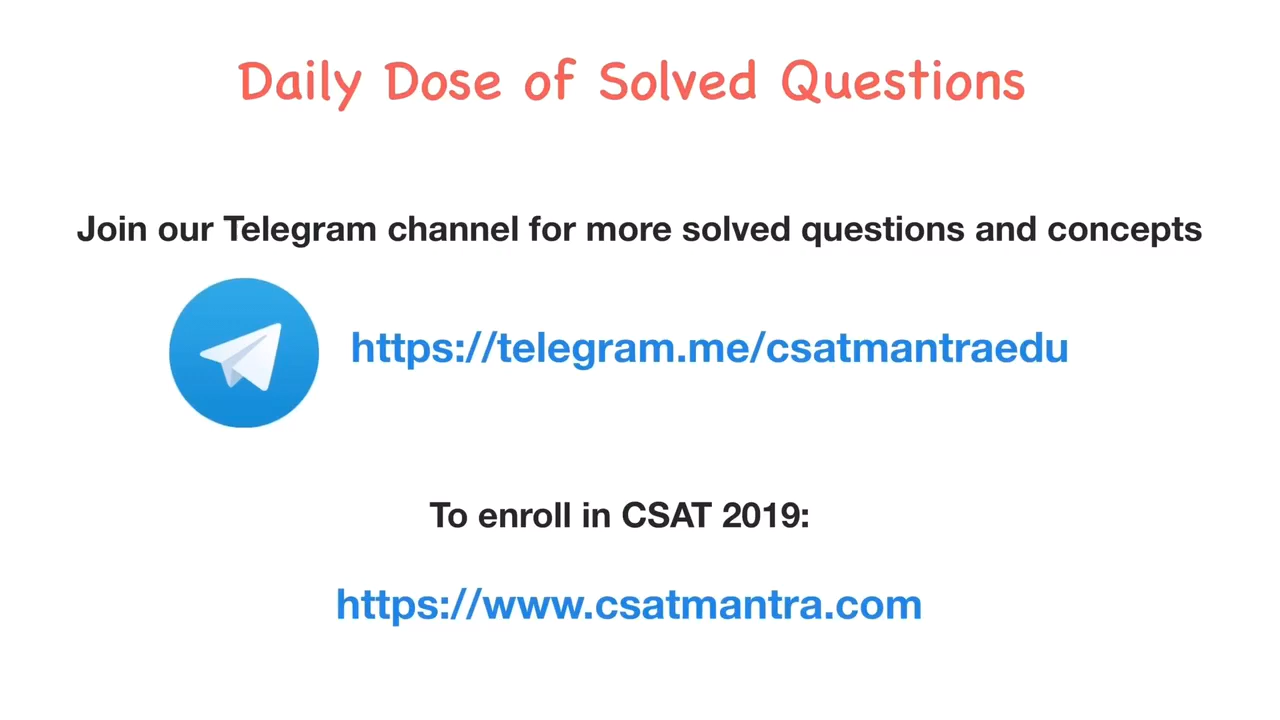 Daily Dose of Solved Questions
Join our Telegram channel for more solved questions and concepts
https://telegram.me/csatmantraedu
To enroll in CSAT 2019:
https://www.csatmantra.com